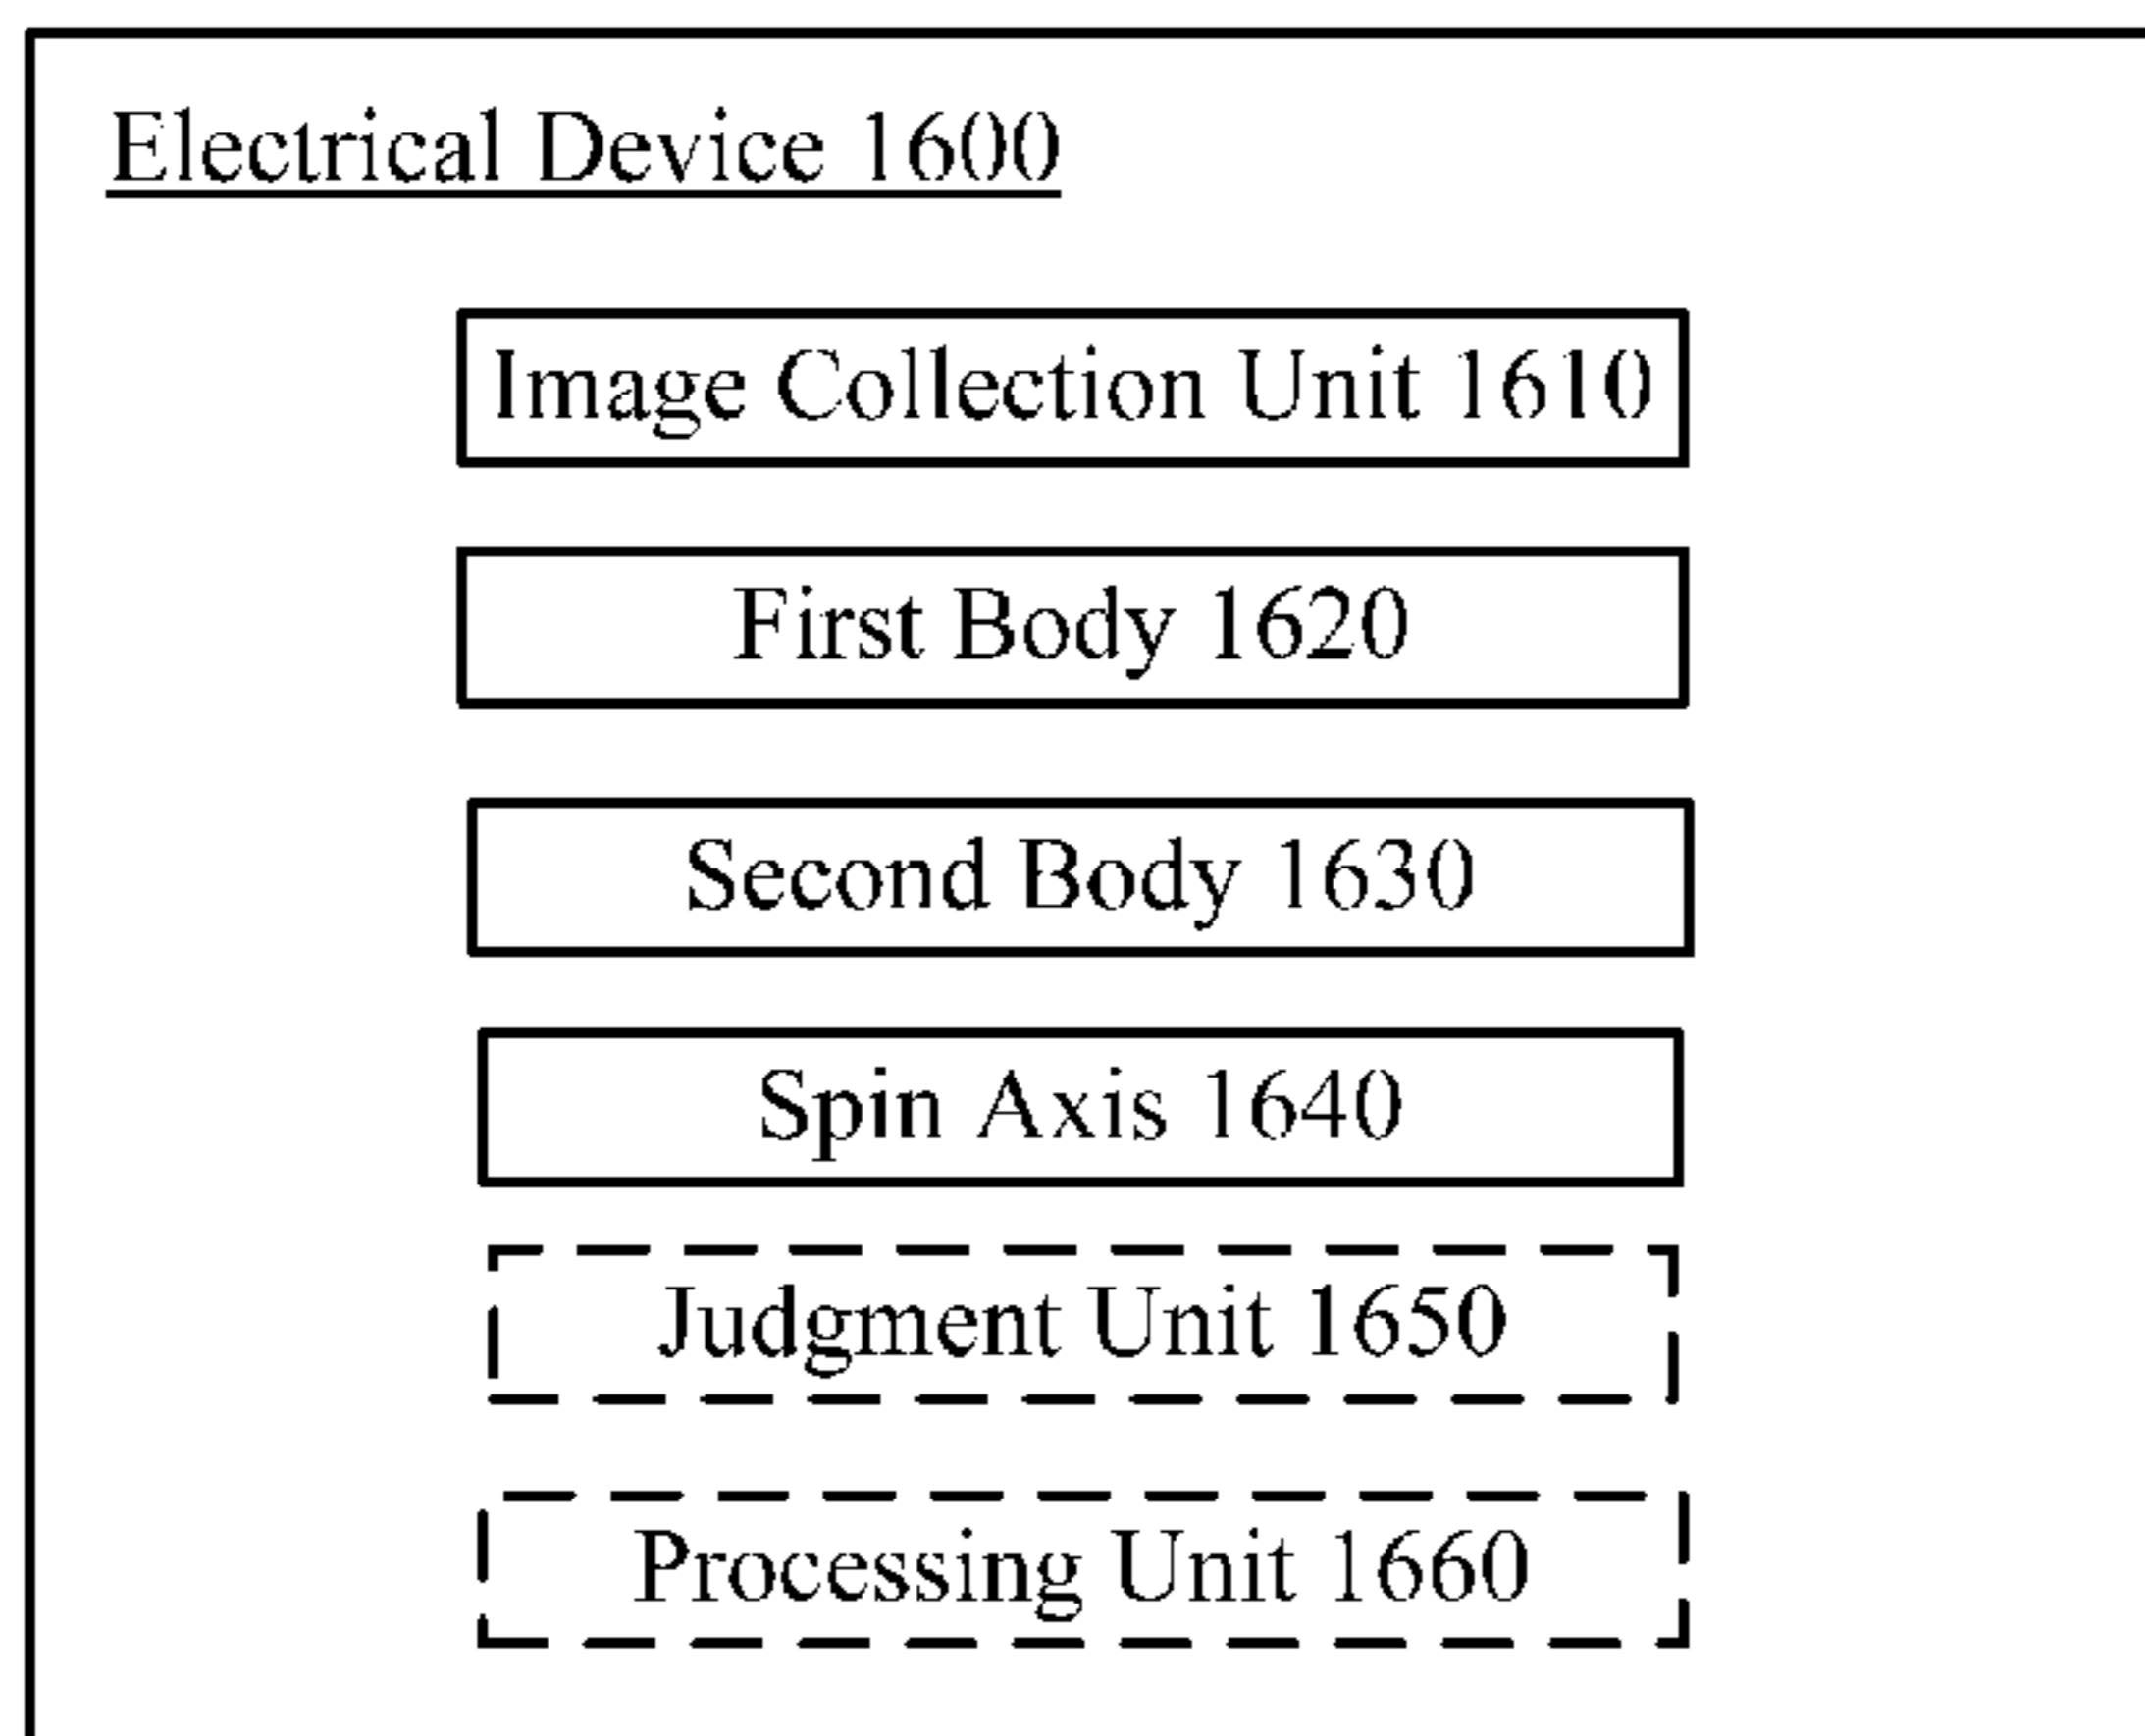 Electrical Device 1600
Image Collection Unit 1610
First Body 1620
Second Body 1630
Spin Axis 1640
Judgment Unit 1650
Processing Unit 1660